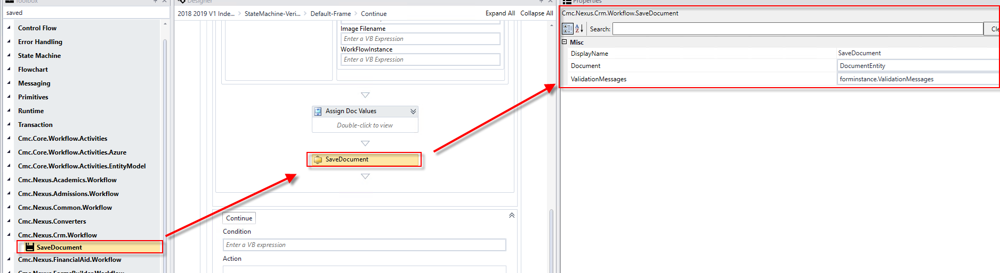 Toolbox
saved
Control Flow
Error Handling
State Machine
Flowchart
Messaging
Primitives
Runtime
Transaction
Cmc.Core.Workflow.Activities
Cmc.Core.Workflow.Activities.Azure
Cmc.Core.Workflow.Activities.EntityModel
Cmc.Nexus.Academics.Workflow
Cmc.Nexus.Admissions.Workflow
Cmc.Nexus.Common.Workflow
Cmc.Nexus.Converters
Cmc.Nexus.Crm.Workflow
SaveDocument
Cmc.Nexus.FinancialAid.Workflow
Cmc.Nexus.FormsBuilder.Workflow
Designer
2018 2019 V1 Inde... > StateMachine-Veri... > Default-Frame > Continue
Expand All Collapse All
Image Filename
Enter a VB Expression
WorkFlowInstance
Enter a VB Expression
Assign Doc Values
Double-click to view
SaveDocument
Continue
Condition
Enter a VB expression
Action
Properties
Cmc.Nexus.Crm.Workflow.SaveDocument
Search: Cle
Misc
DisplayName SaveDocument
Document DocumentEntity
ValidationMessages forminstance.ValidationMessages